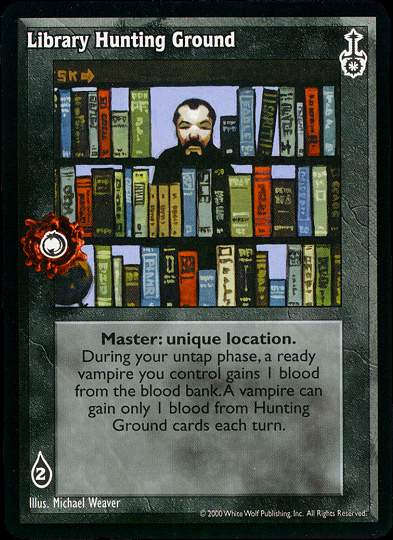 Library Hunting Ground
SK
Master: unique location.
During your untap phase, a ready
vampire you control gains 1 blood
from the blood bank. A vampire can
gain only 1 blood from Hunting
Ground cards each turn.
2
Illus. Michael Weaver
© 2000 White Wolf Publishing, Inc. All Rights Reserved.